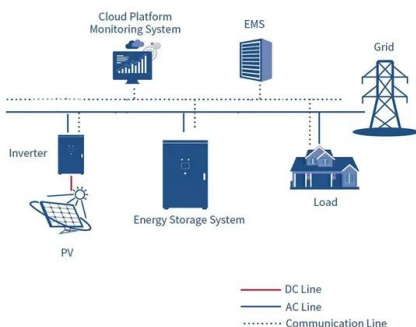 Cloud Platform
Monitoring System
EMS
Grid
Inverter
Energy Storage System
Load
PV
DC Line
AC Line
Communication Line